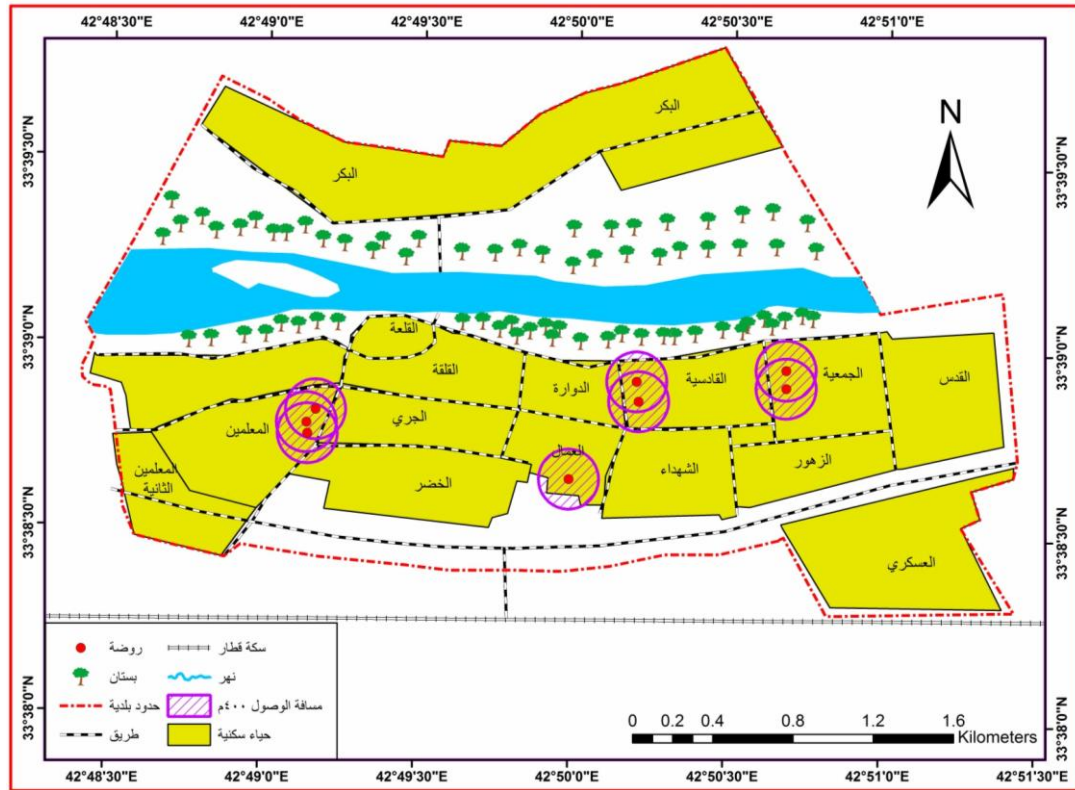 42°48'30"E 42°49'0"E 42°49'30"E 42°50'0"E 42°50'30"E 42°51'0"E
N
33°39'30"N
33°39'30"N
33°39'0"N
33°39'0"N
33°38'30"N
33°38'30"N
33°38'0"N
33°38'0"N
البكر
البكر
القلعة
القلقة
الدوارة
القادسية
الجمعية
القدس
المعلمين
الجري
العمال
المعلمين
الثانية
الخضر
الشهداء
الزهور
العسكري
روضة
سكة قطار
بستان
نهر
حدود بلدية
مسافة الوصول ٤٠٠م
طريق
حياء سكنية
0 0.2 0.4 0.8 1.2 1.6
Kilometers
42°48'30"E 42°49'0"E 42°49'30"E 42°50'0"E 42°50'30"E 42°51'0"E 42°51'30"E